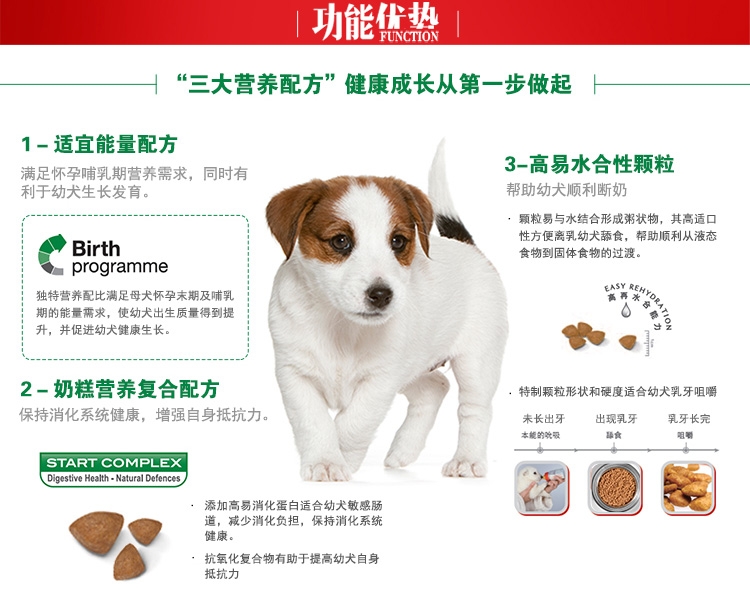 功能优势
FUNCTION
“三大营养配方”健康成长从第一步做起
1－适宜能量配方
满足怀孕哺乳期营养需求，同时有
利于幼犬生长发育。
Birth
programme
独特营养配比满足母犬怀孕末期及哺乳
期的能量需求，使幼犬出生质量得到提
升，并促进幼犬健康生长。
2－奶糕营养复合配方
保持消化系统健康，增强自身抵抗力。
START COMPLEX
Digestive Health - Natural Defences
· 添加高易消化蛋白适合幼犬敏感肠
道，减少消化负担，保持消化系统
健康。
· 抗氧化复合物有助于提高幼犬自身
抵抗力
3-高易水合性颗粒
帮助幼犬顺利断奶
· 颗粒易与水结合形成粥状物，其高适口
性方便离乳幼犬舔食，帮助顺利从液态
食物到固体食物的过渡。
EASY REHYDRATION
高再水合能力
· 特制颗粒形状和硬度适合幼犬乳牙咀嚼
未长出牙 出现乳牙 乳牙长完
本能的吮吸 舔食 咀嚼